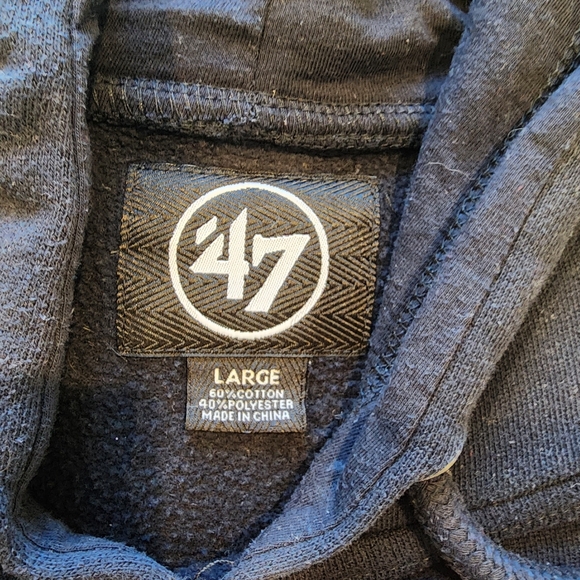 '47
LARGE
60% COTTON
40% POLYESTER
MADE IN CHINA